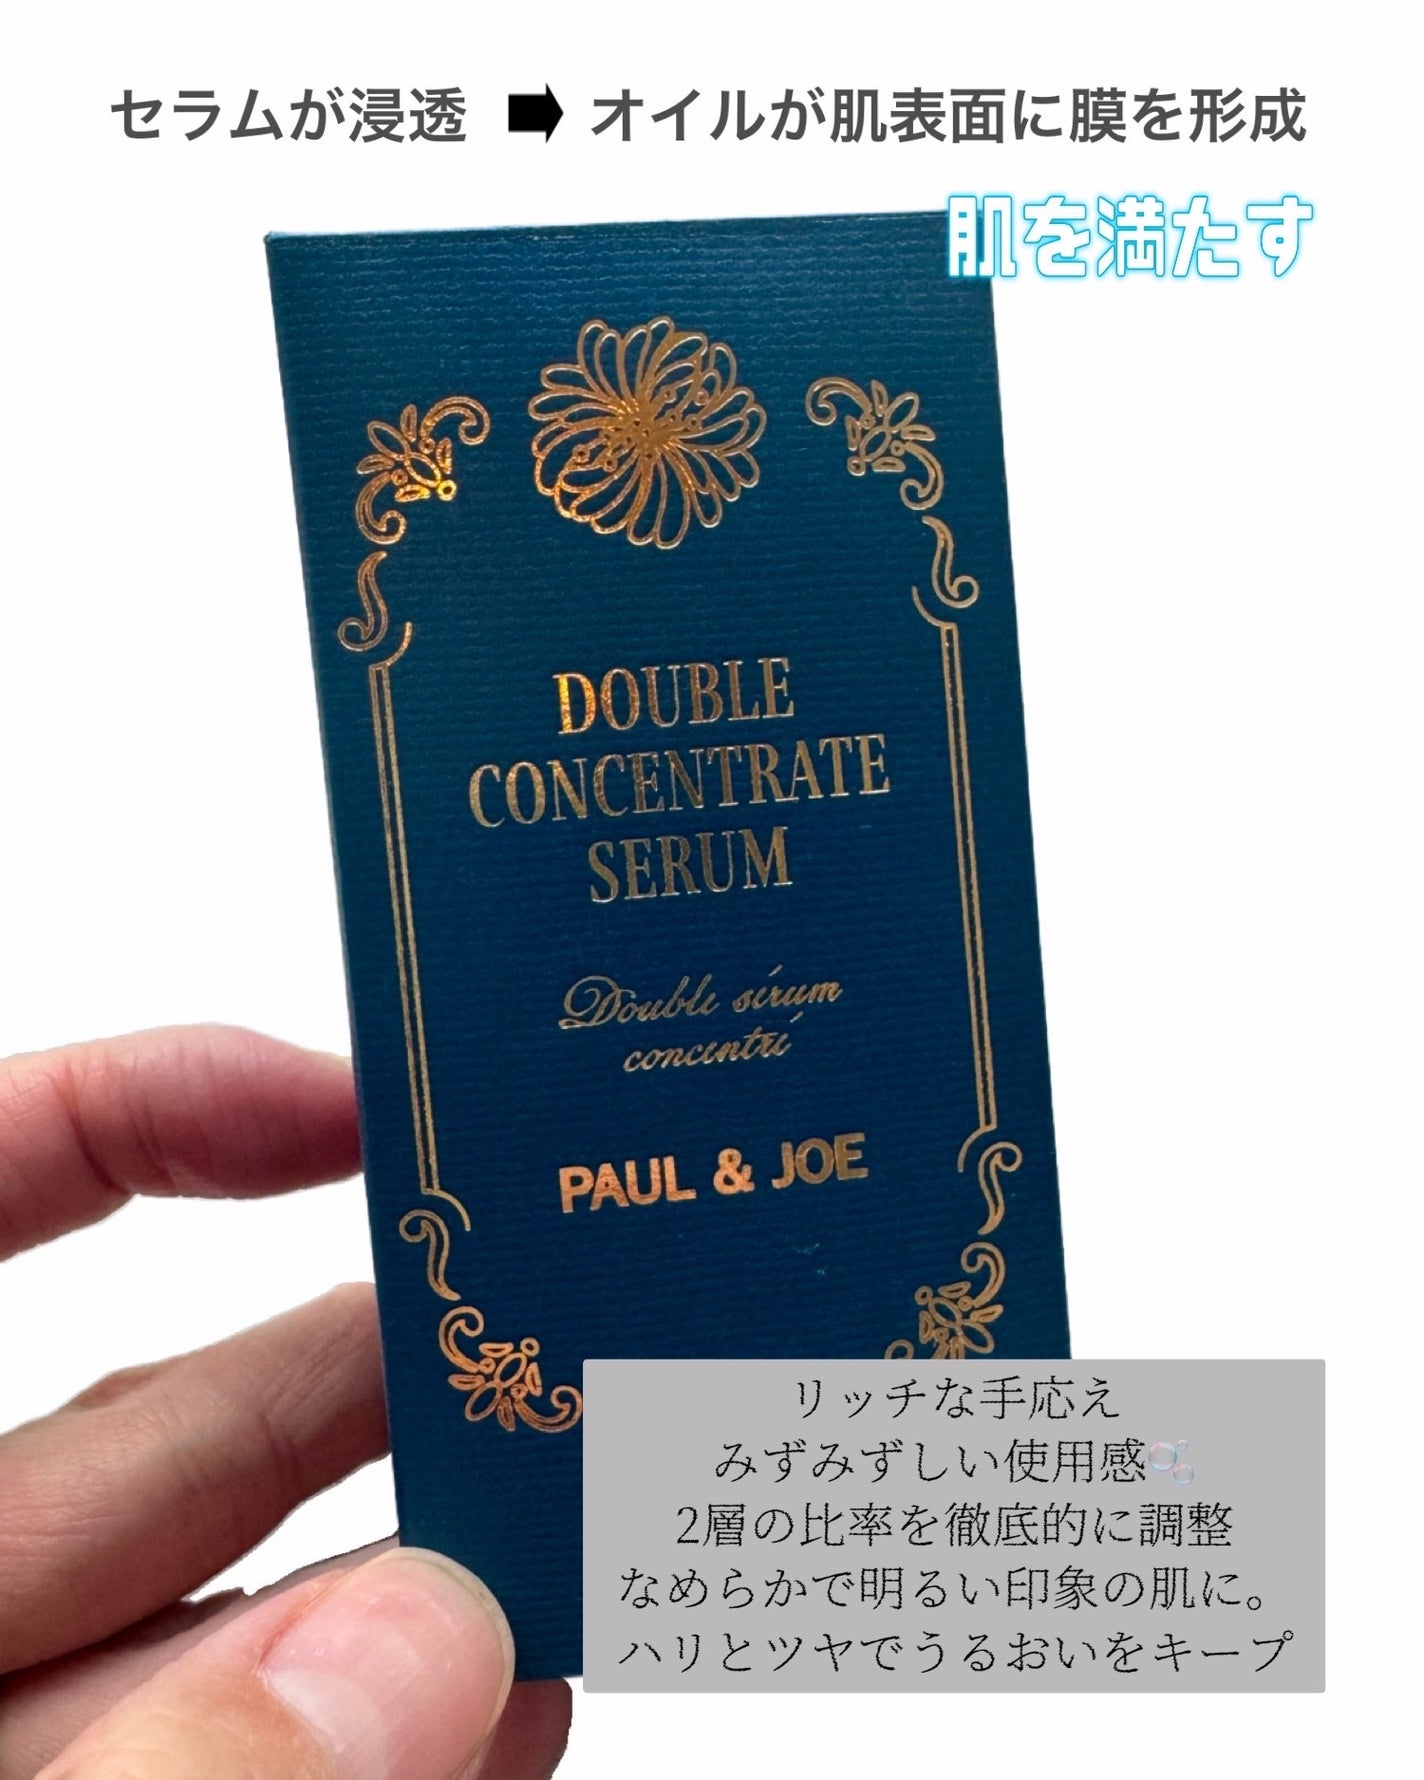 セラムが浸透 ➡ オイルが肌表面に膜を形成
肌を満たす
DOUBLE
CONCENTRATE
SERUM
Double sérum
concentré
PAUL & JOE
リッチな手応え
みずみずしい使用感🫧
2層の比率を徹底的に調整
なめらかで明るい印象の肌に。
ハリとツヤでうるおいをキープ